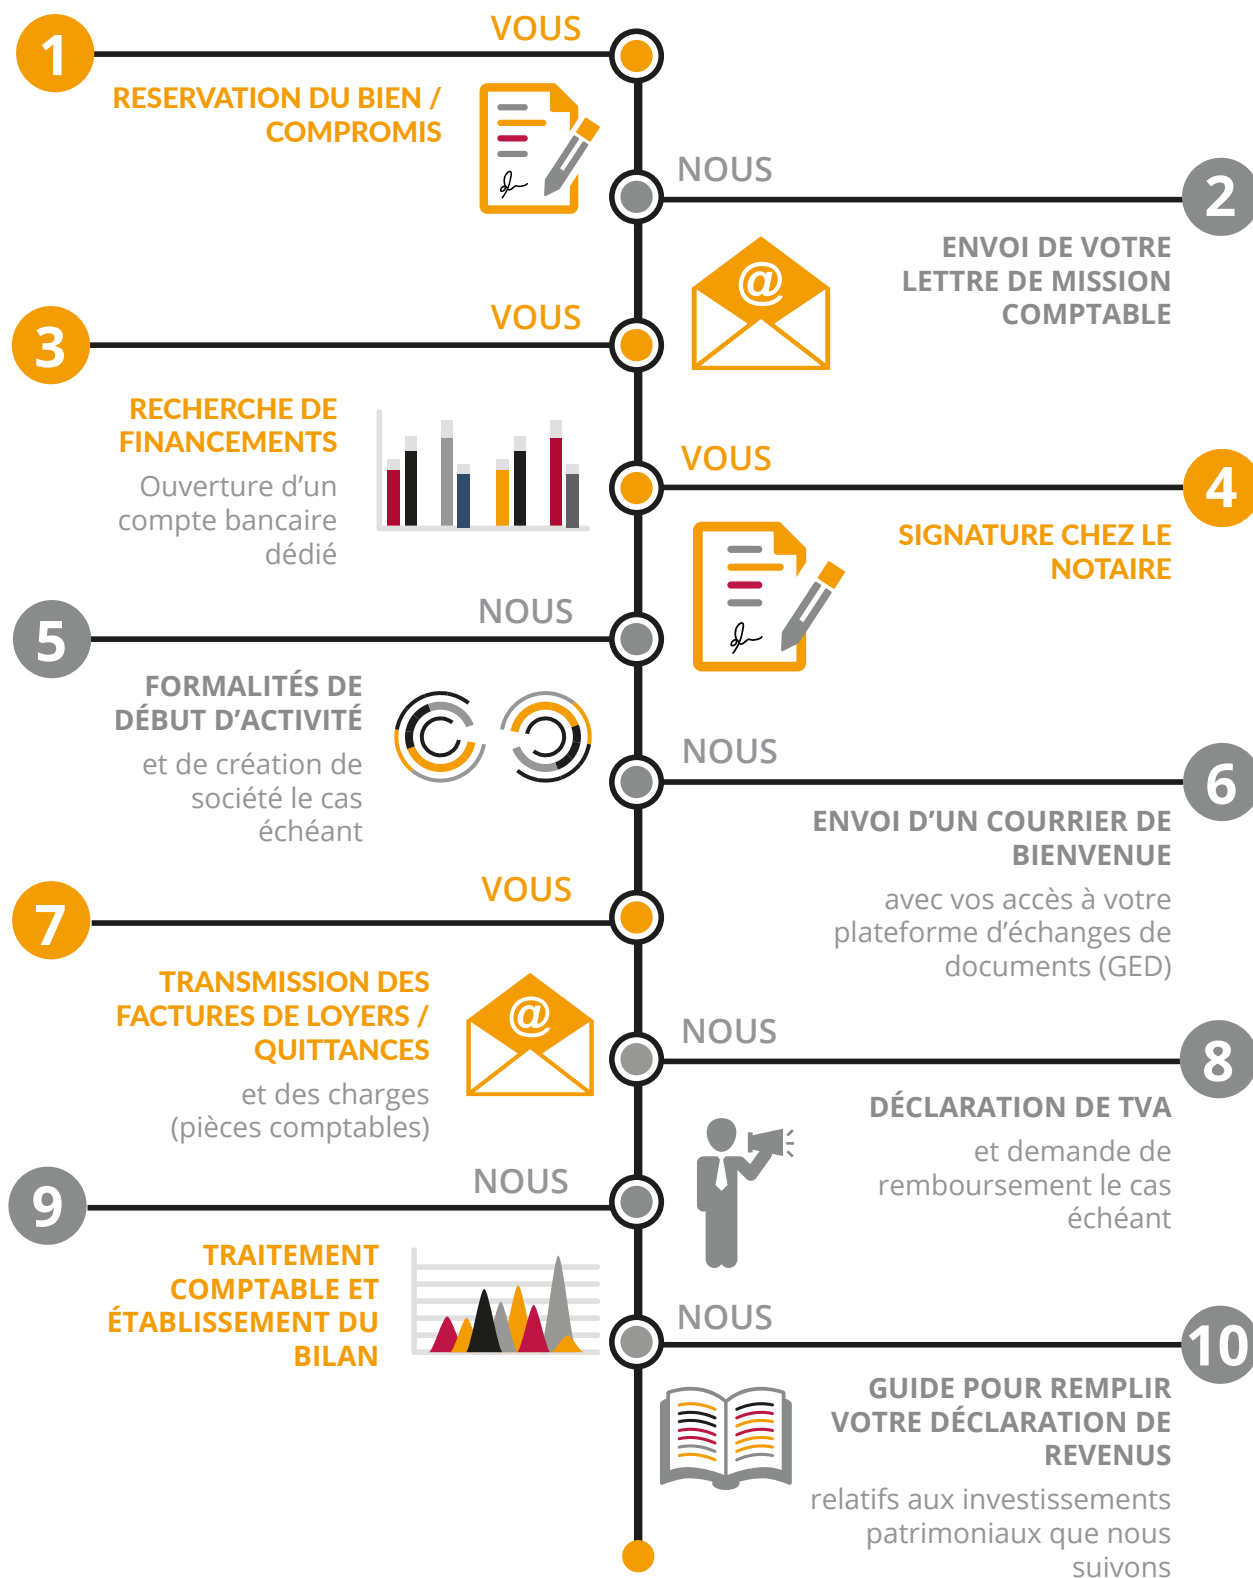 1
VOUS
RESERVATION DU BIEN /
COMPROMIS
NOUS
2
ENVOI DE VOTRE
LETTRE DE MISSION
COMPTABLE
@
3
VOUS
RECHERCHE DE
FINANCEMENTS
Ouverture d’un
compte bancaire
dédié
VOUS
4
SIGNATURE CHEZ LE
NOTAIRE
5
NOUS
FORMALITÉS DE
DÉBUT D’ACTIVITÉ
et de création de
société le cas
échéant
NOUS
6
ENVOI D’UN COURRIER DE
BIENVENUE
avec vos accès à votre
plateforme d’échanges de
documents (GED)
7
VOUS
TRANSMISSION DES
FACTURES DE LOYERS /
QUITTANCES
et des charges
(pièces comptables)
@
NOUS
8
DÉCLARATION DE TVA
et demande de
remboursement le cas
échéant
9
NOUS
TRAITEMENT
COMPTABLE ET
ÉTABLISSEMENT DU
BILAN
NOUS
10
GUIDE POUR REMPLIR
VOTRE DÉCLARATION DE
REVENUS
relatifs aux investissements
patrimoniaux que nous
suivons